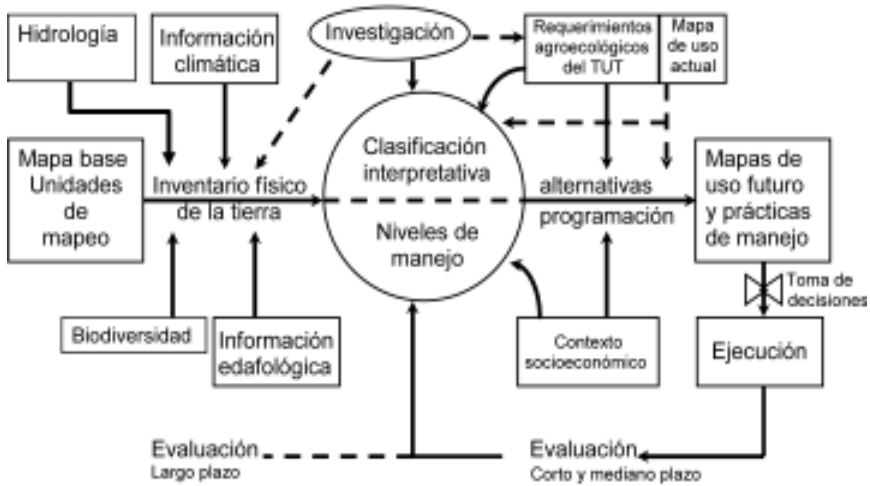 Hidrología
Información
climática
Investigación
Requerimientos
agroecológicos
del TUT
Mapa
de uso
actual
Mapa base
Unidades
de
mapeo
Inventario físico
de la tierra
Clasificación
interpretativa
Niveles de
manejo
alternativas
programación
Mapas de
uso futuro
y prácticas
de manejo
Toma de
decisiones
Biodiversidad
Información
edafológica
Contexto
socioeconómico
Ejecución
Evaluación
Largo plazo
Evaluación
Corto y mediano plazo